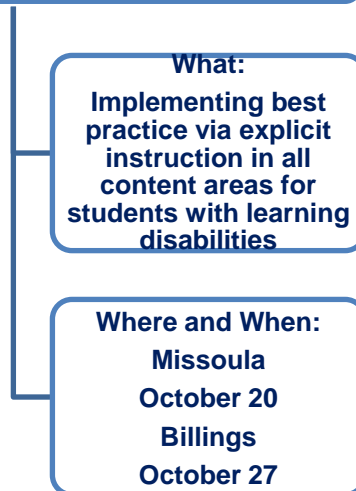 What:
Implementing best
practice via explicit
instruction in all
content areas for
students with learning
disabilities
Where and When:
Missoula
October 20
Billings
October 27